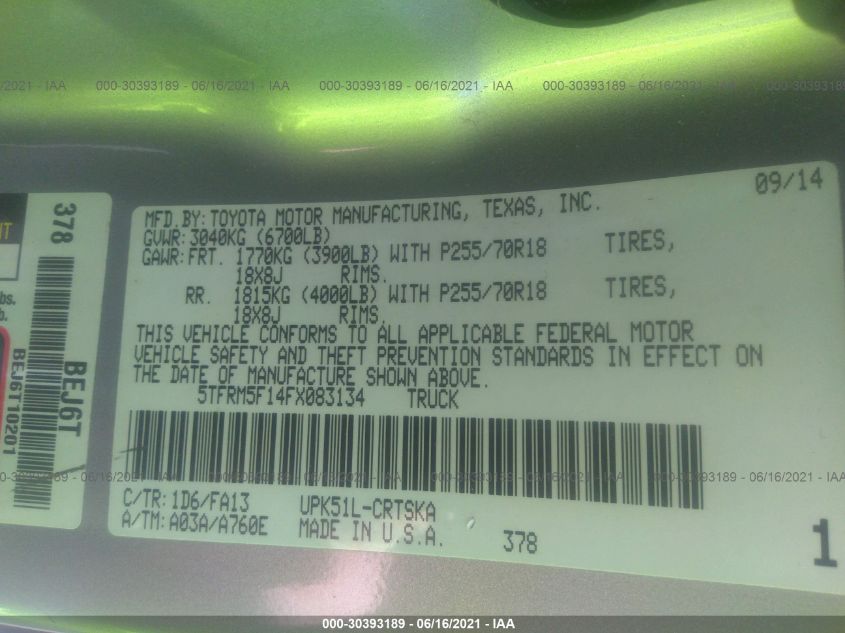 /2021 - IAA 000-30393189 - 06/16/2021 - IAA 000-30393189 - 06/16/2021 - IAA 000-30393189 - 06/16/2021 - IAA 000-303931
09/14
MFD.BY: TOYOTA MOTOR MANUFACTURING, TEXAS, INC.
GVWR: 3040KG (6700LB)
GAWR: FRT. 1770KG (3900LB) WITH P255/70R18 TIRES,
18X8J RIMS.
RR. 1815KG (4000LB) WITH P255/70R18 TIRES,
18X8J RIMS.
THIS VEHICLE CONFORMS TO ALL APPLICABLE FEDERAL MOTOR
VEHICLE SAFETY AND THEFT PREVENTION STANDARDS IN EFFECT ON
THE DATE OF MANUFACTURE SHOWN ABOVE.
5TFRM5F14FX083134 TRUCK
C/TR: 1D6/FA13 UPK51L-CRTSKA
A/TM: A03A/A760E MADE IN U.S.A. 378
1
378
BEJ6T
BEJ6T10201
lbs.
b.
000-30393189 - 06/16/2021 - IAA